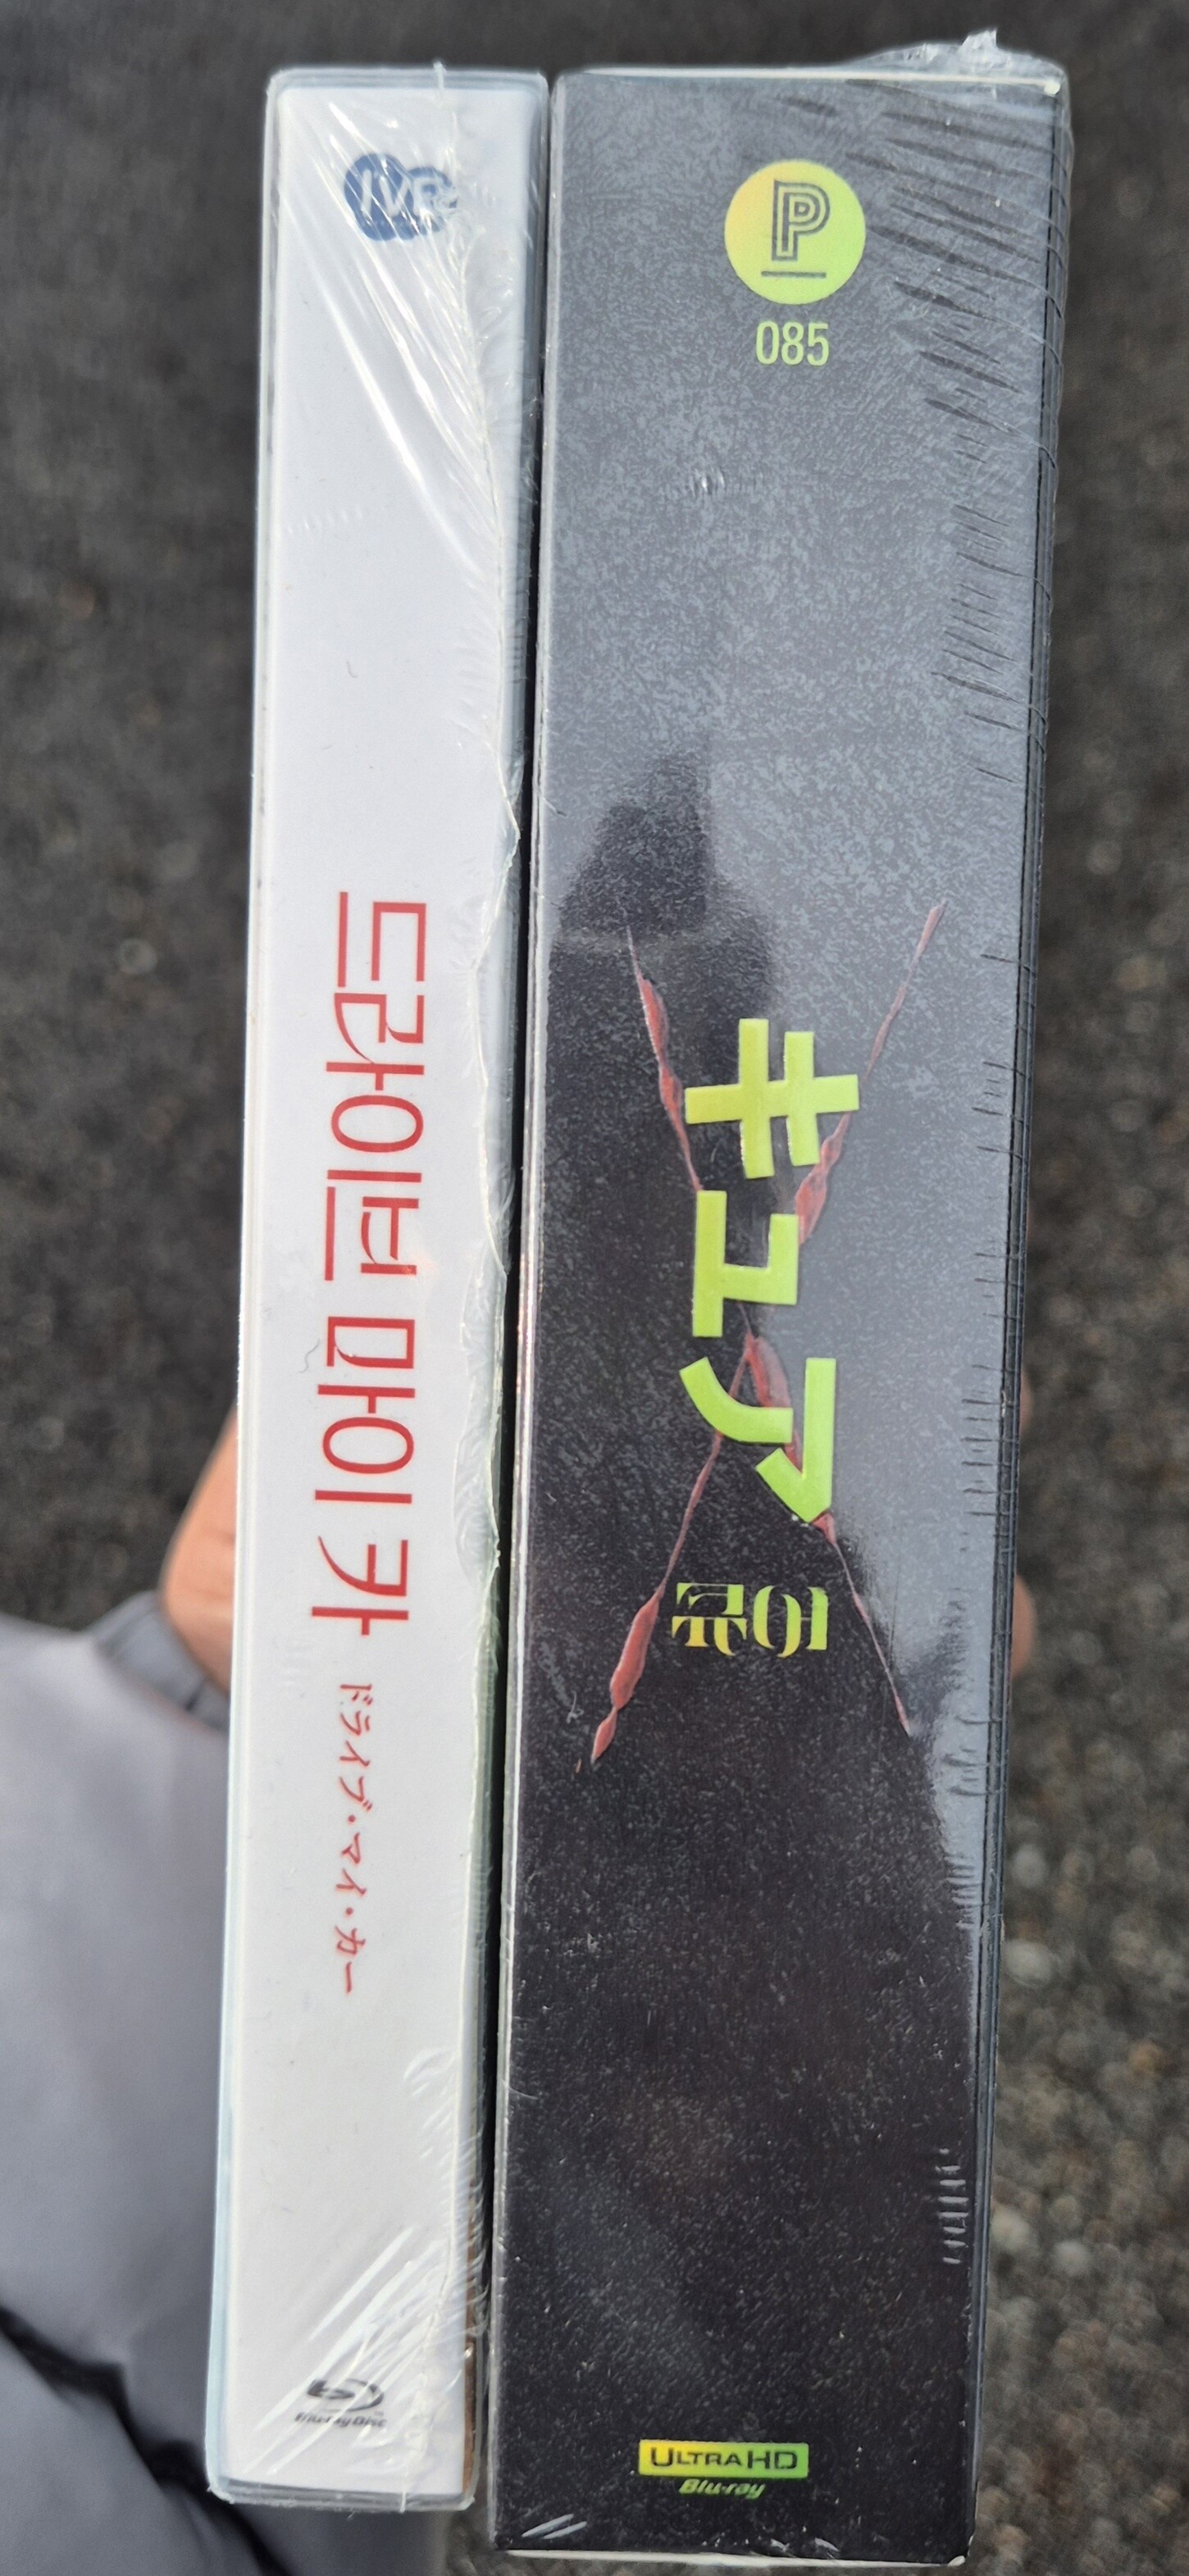 드라이브 마이 카
ドライブ・マイ・カー
Blu-ray Disc
P
085
キュア
큐어
ULTRA HD
Blu-ray